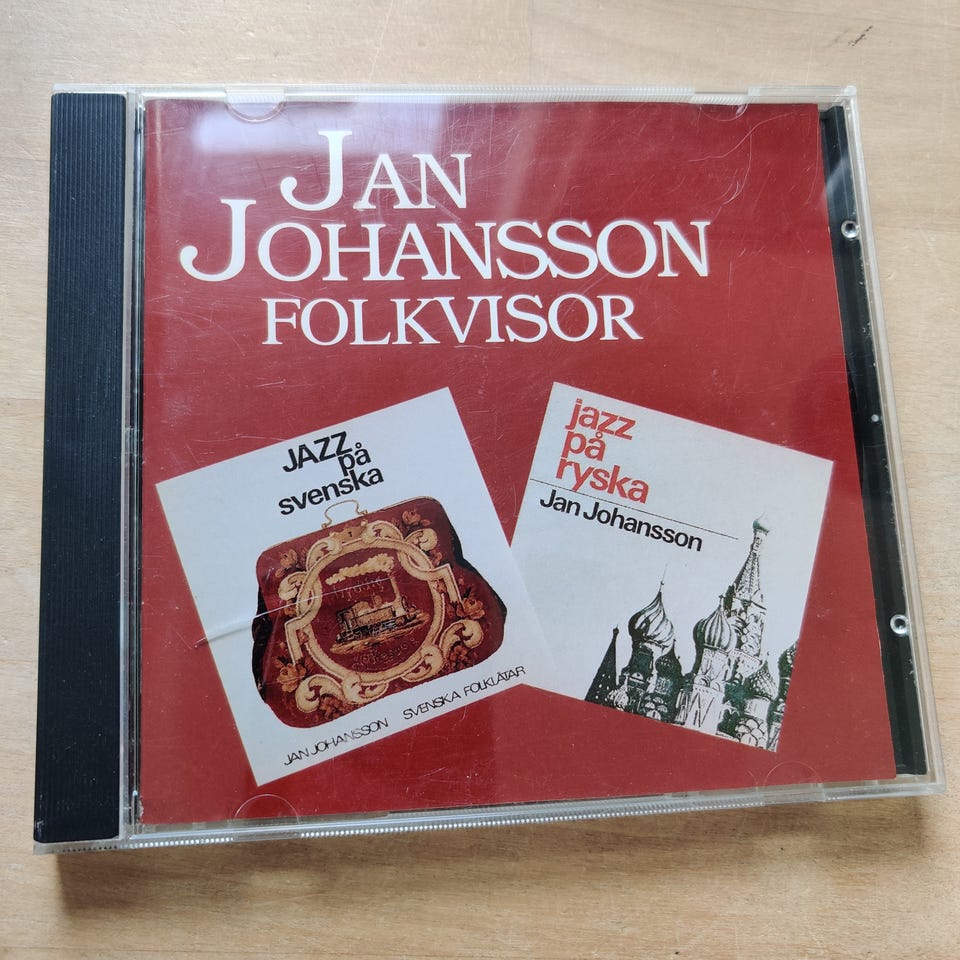 JAN
JOHANSSON
FOLKVISOR
JAZZ
på
svenska
JAN JOHANSSON SVENSKA FOLKLÅTAR
jazz
på
ryska
Jan Johansson